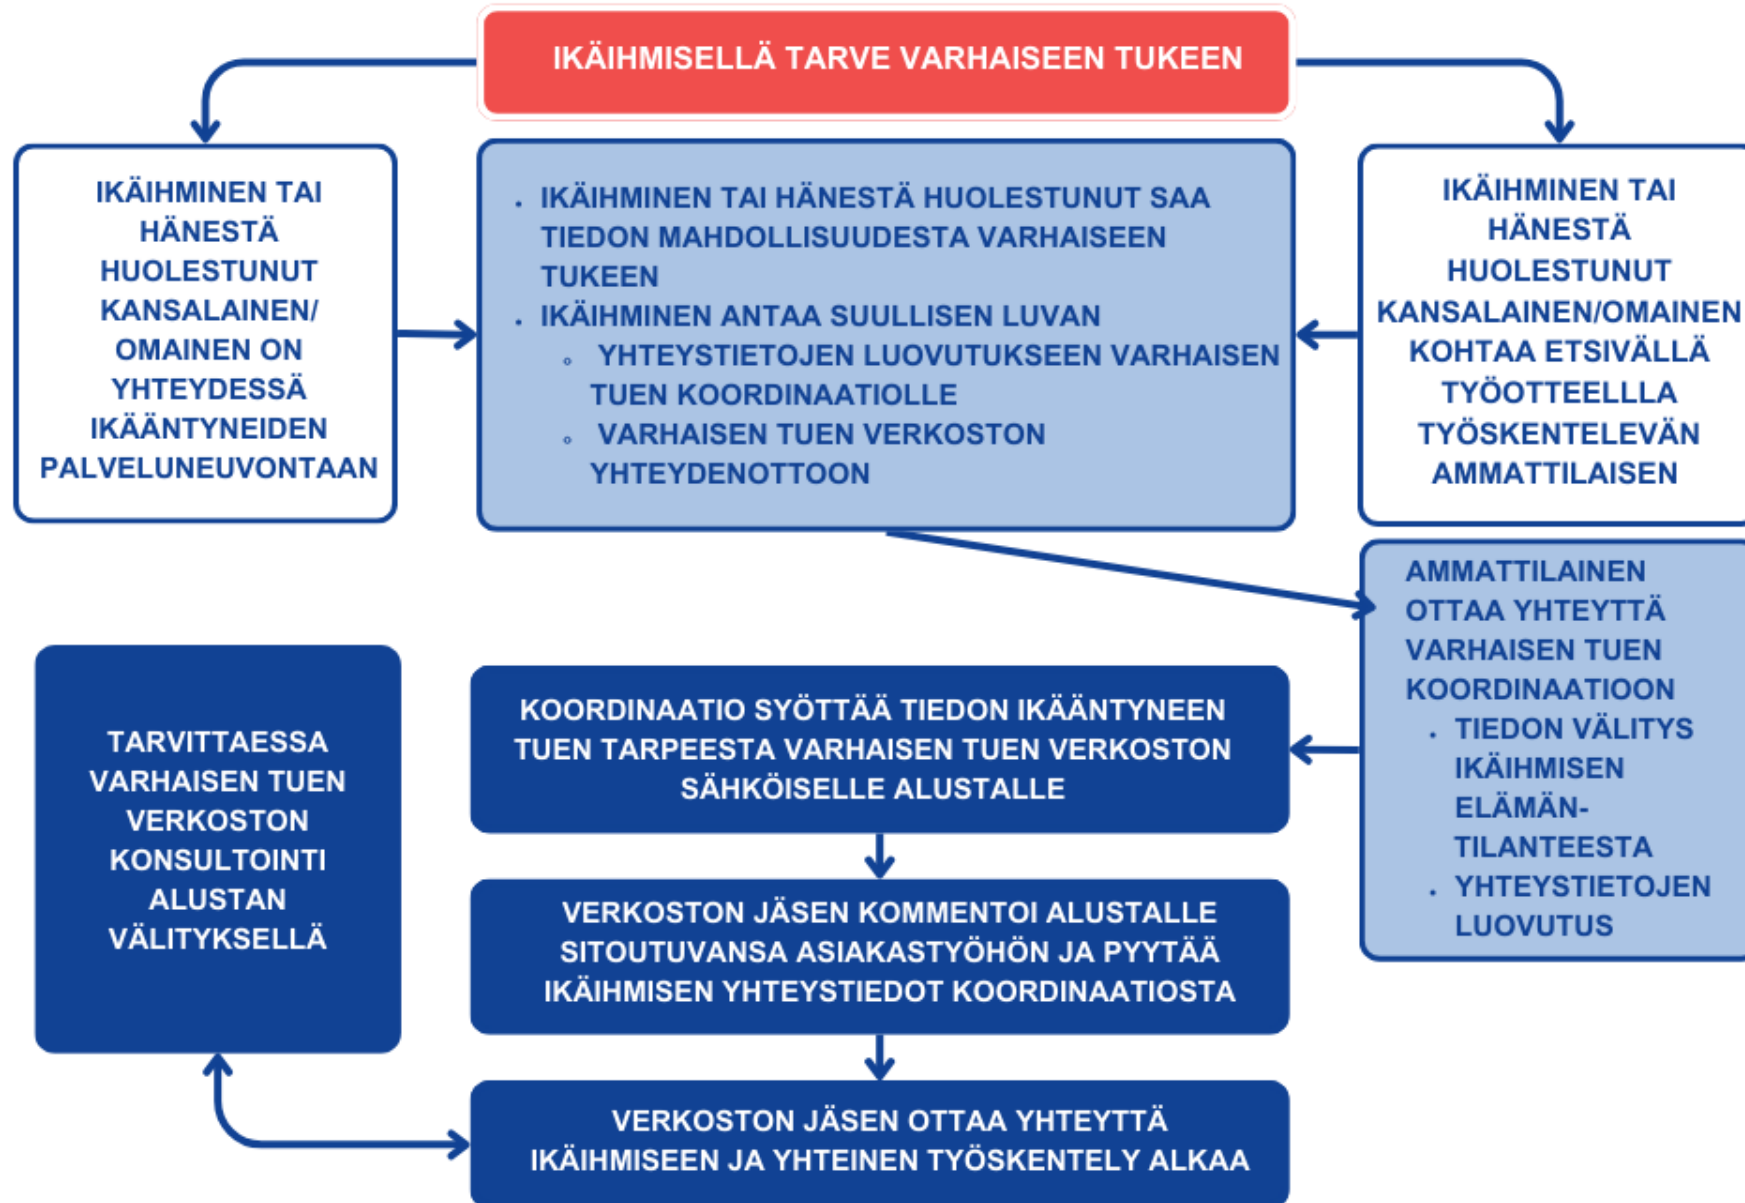 IKÄIHMISELLÄ TARVE VARHAISEEN TUKEEN
IKÄIHMINEN TAI
HÄNESTÄ
HUOLESTUNUT
KANSALAINEN/
OMAINEN ON
YHTEYDESSÄ
IKÄÄNTYNEIDEN
PALVELUNEUVONTAAN
• IKÄIHMINEN TAI HÄNESTÄ HUOLESTUNUT SAA
TIEDON MAHDOLLISUUDESTA VARHAISEEN
TUKEEN
• IKÄIHMINEN ANTAA SUULLISEN LUVAN
◦ YHTEYSTIETOJEN LUOVUTUKSEEN VARHAISEN
TUEN KOORDINAATIOLLE
◦ VARHAISEN TUEN VERKOSTON
YHTEYDENOTTOON
IKÄIHMINEN TAI
HÄNESTÄ
HUOLESTUNUT
KANSALAINEN/OMAINEN
KOHTAA ETSIVÄLLÄ
TYÖOTTEELLLA
TYÖSKENTELEVÄN
AMMATTILAISEN
AMMATTILAINEN
OTTAA YHTEYTTÄ
VARHAISEN TUEN
KOORDINAATIOON
• TIEDON VÄLITYS
IKÄIHMISEN
ELÄMÄN-
TILANTEESTA
• YHTEYSTIETOJEN
LUOVUTUS
KOORDINAATIO SYÖTTÄÄ TIEDON IKÄÄNTYNEEN
TUEN TARPEESTA VARHAISEN TUEN VERKOSTON
SÄHKÖISELLE ALUSTALLE
VERKOSTON JÄSEN KOMMENTOI ALUSTALLE
SITOUTUVANSA ASIAKASTYÖHÖN JA PYYTÄÄ
IKÄIHMISEN YHTEYSTIEDOT KOORDINAATIOSTA
VERKOSTON JÄSEN OTTAA YHTEYTTÄ
IKÄIHMISEEN JA YHTEINEN TYÖSKENTELY ALKAA
TARVITTAESSA
VARHAISEN TUEN
VERKOSTON
KONSULTOINTI
ALUSTAN
VÄLITYKSELLÄ